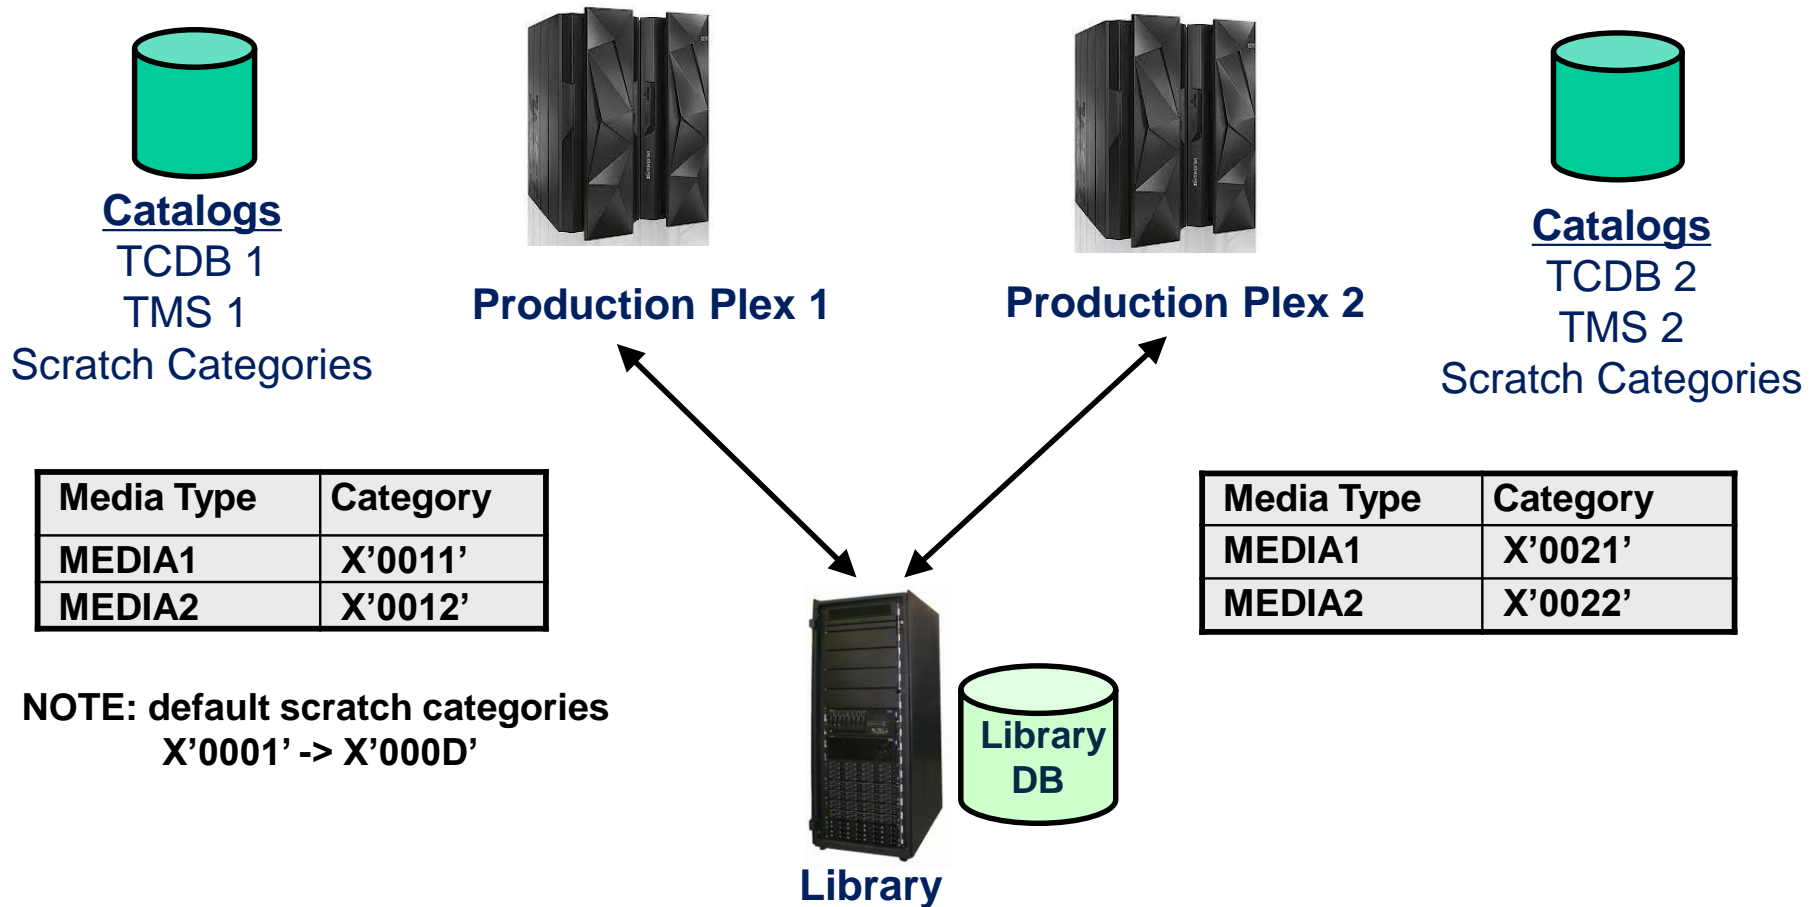 Catalogs
TCDB 1
TMS 1
Scratch Categories
Production Plex 1
Production Plex 2
Catalogs
TCDB 2
TMS 2
Scratch Categories
Media Type Category
MEDIA1 X’0011’
MEDIA2 X’0012’
Media Type Category
MEDIA1 X’0021’
MEDIA2 X’0022’
NOTE: default scratch categories
X’0001’ -> X’000D’
Library
DB
Library